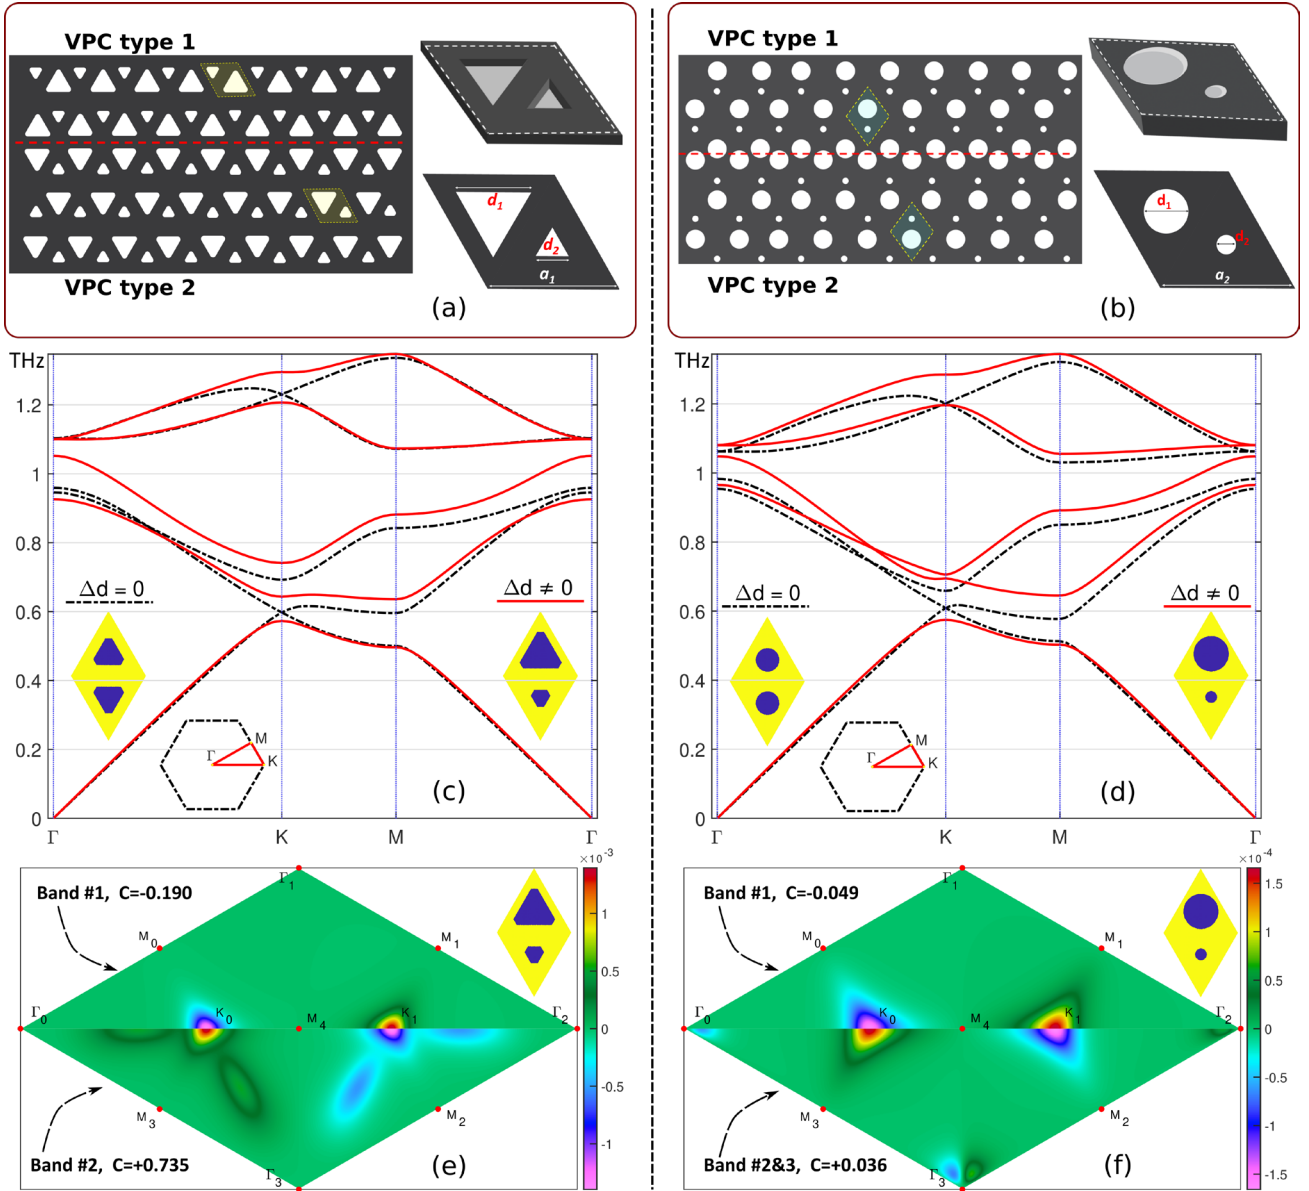 VPC type 1
d₁
d₂
a₁
VPC type 2
(a)
VPC type 1
d₁
d₂
a₂
VPC type 2
(b)
THz
1.2
1
0.8
0.6
0.4
0.2
0
Δd = 0
Δd ≠ 0
Γ
M
K
(c)
Γ
K
M
Γ
THz
1.2
1
0.8
0.6
0.4
0.2
0
Δd = 0
Δd ≠ 0
Γ
M
K
(d)
Γ
K
M
Γ
×10⁻³
Band #1, C=-0.190
Γ₁
M₀
M₁
Γ₀
K₀
M₄
K₁
Γ₂
M₃
M₂
Γ₃
Band #2, C=+0.735
(e)
1
0.5
0
-0.5
-1
×10⁻⁴
Band #1, C=-0.049
Γ₁
M₀
M₁
Γ₀
K₀
M₄
K₁
Γ₂
M₃
M₂
Γ₃
Band #2&3, C=+0.036
(f)
1.5
1
0.5
0
-0.5
-1
-1.5